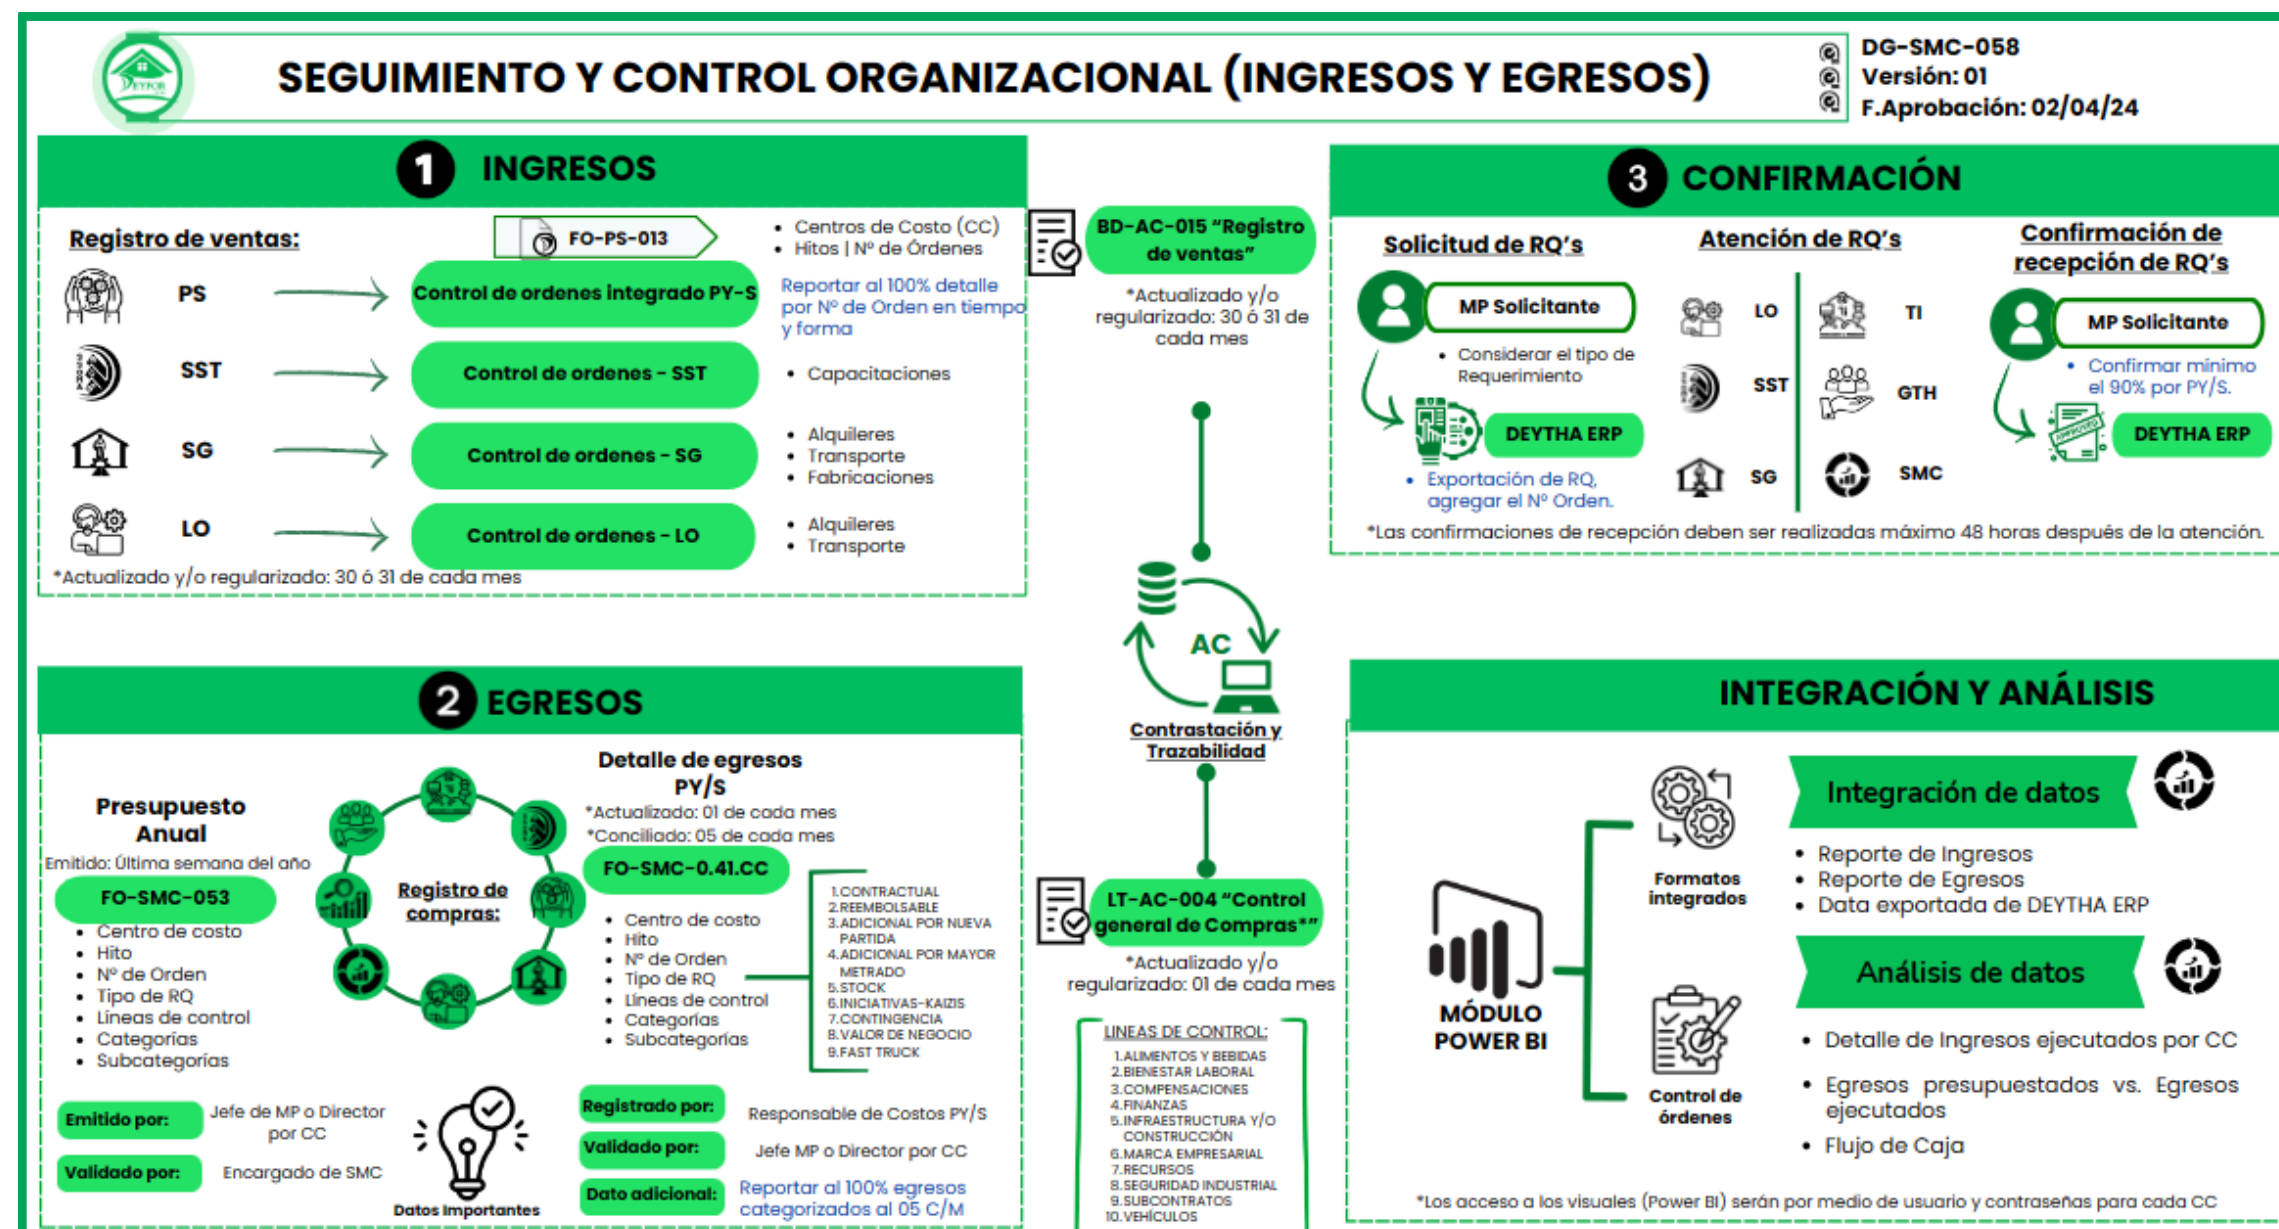 DEYFOR
SEGUIMIENTO Y CONTROL ORGANIZACIONAL (INGRESOS Y EGRESOS)
DG-SMC-058
Versión: 01
F.Aprobación: 02/04/24
1 INGRESOS
Registro de ventas:
FO-PS-013
• Centros de Costo (CC)
• Hitos | Nº de Órdenes
PS
Control de ordenes integrado PY-S
Reportar al 100% detalle
por Nº de Orden en tiempo
y forma
SST
Control de ordenes - SST
• Capacitaciones
SG
Control de ordenes - SG
• Alquileres
• Transporte
• Fabricaciones
LO
Control de ordenes - LO
• Alquileres
• Transporte
*Actualizado y/o regularizado: 30 ó 31 de cada mes
BD-AC-015 “Registro
de ventas”
*Actualizado y/o
regularizado: 30 ó 31 de
cada mes
AC
Contrastación y
Trazabilidad
LT-AC-004 “Control
general de Compras*”
*Actualizado y/o
regularizado: 01 de cada mes
LINEAS DE CONTROL:
1.ALIMENTOS Y BEBIDAS
2.BIENESTAR LABORAL
3.COMPENSACIONES
4.FINANZAS
5.INFRAESTRUCTURA Y/O
CONSTRUCCIÓN
6.MARCA EMPRESARIAL
7.RECURSOS
8.SEGURIDAD INDUSTRIAL
9.SUBCONTRATOS
10.VEHÍCULOS
2 EGRESOS
Presupuesto
Anual
Emitido: Última semana del año
FO-SMC-053
• Centro de costo
• Hito
• Nº de Orden
• Tipo de RQ
• Líneas de control
• Categorías
• Subcategorías
Registro de
compras:
Detalle de egresos
PY/S
*Actualizado: 01 de cada mes
*Conciliado: 05 de cada mes
FO-SMC-0.41.CC
• Centro de costo
• Hito
• Nº de Orden
• Tipo de RQ
• Líneas de control
• Categorías
• Subcategorías
1.CONTRACTUAL
2.REEMBOLSABLE
3.ADICIONAL POR NUEVA
PARTIDA
4.ADICIONAL POR MAYOR
METRADO
5.STOCK
6.INICIATIVAS-KAIZIS
7.CONTINGENCIA
8.VALOR DE NEGOCIO
9.FAST TRUCK
Emitido por:
Jefe de MP o Director
por CC
Validado por:
Encargado de SMC
Datos Importantes
Registrado por:
Responsable de Costos PY/S
Validado por:
Jefe MP o Director por CC
Dato adicional:
Reportar al 100% egresos
categorizados al 05 C/M
3 CONFIRMACIÓN
Solicitud de RQ’s
MP Solicitante
• Considerar el tipo de
Requerimiento
DEYTHA ERP
• Exportación de RQ,
agregar el Nº Orden.
Atención de RQ’s
LO
TI
SST
GTH
SG
SMC
Confirmación de
recepción de RQ’s
MP Solicitante
• Confirmar mínimo
el 90% por PY/S.
APPROVED
DEYTHA ERP
*Las confirmaciones de recepción deben ser realizadas máximo 48 horas después de la atención.
INTEGRACIÓN Y ANÁLISIS
MÓDULO
POWER BI
Formatos
integrados
Integración de datos
• Reporte de Ingresos
• Reporte de Egresos
• Data exportada de DEYTHA ERP
Control de
órdenes
Análisis de datos
• Detalle de Ingresos ejecutados por CC
• Egresos presupuestados vs. Egresos
ejecutados
• Flujo de Caja
*Los acceso a los visuales (Power BI) serán por medio de usuario y contraseñas para cada CC